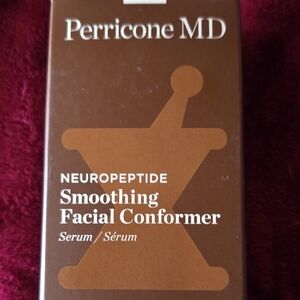 Perricone MD
NEUROPEPTIDE
Smoothing
Facial Conformer
Serum / Sérum